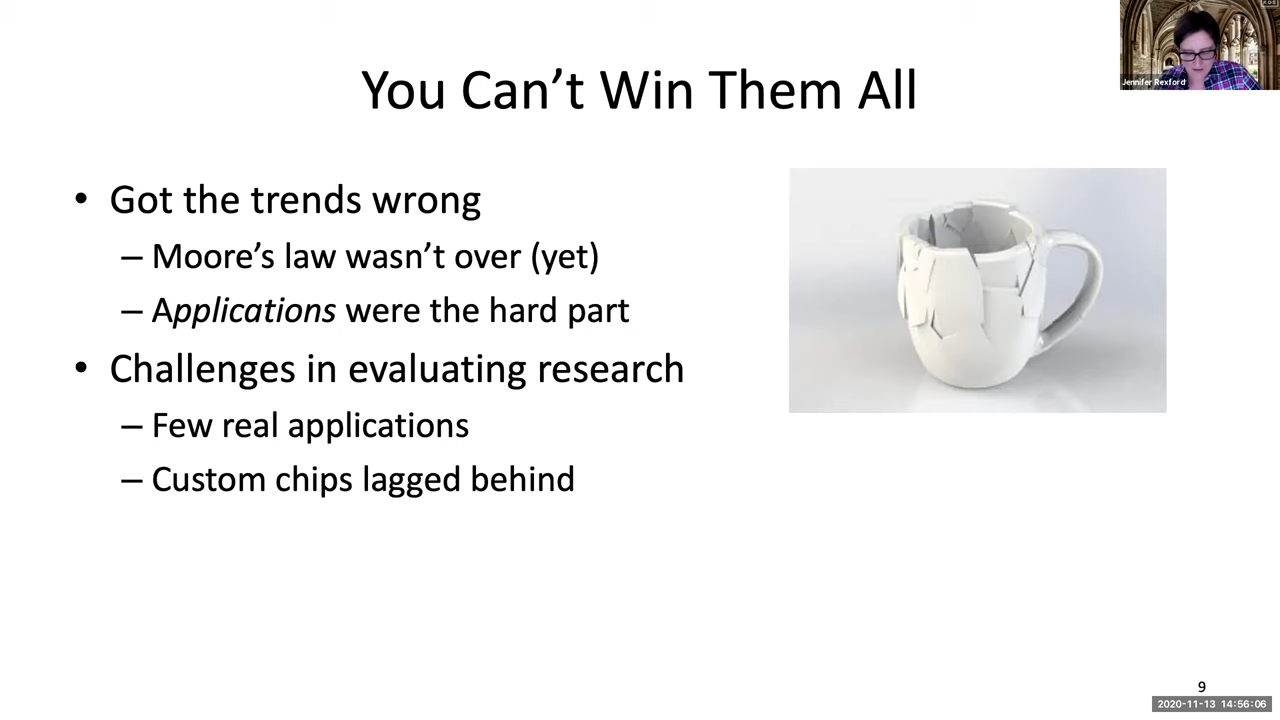 You Can't Win Them All
Jennifer Rexford
• Got the trends wrong
– Moore's law wasn't over (yet)
– Applications were the hard part
• Challenges in evaluating research
– Few real applications
– Custom chips lagged behind
9
2020-11-13 14:56:06